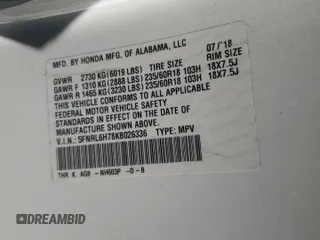 MFD. BY HONDA MFG. OF ALABAMA, LLC 07/'18
GVWR 2730 KG(6019 LBS) TIRE SIZE RIM SIZE
GAWR F 1310 KG(2888 LBS) 235/60R18 103H 18X7.5J
GAWR R 1465 KG(3230 LBS) 235/60R18 103H 18X7.5J
THIS VEHICLE CONFORMS TO ALL APPLICABLE
FEDERAL MOTOR VEHICLE SAFETY
STANDARDS IN EFFECT ON THE DATE OF
MANUFACTURE SHOWN ABOVE.
V.I.N.: 5FNRL6H78KB026336 TYPE: MPV
THR K AG8 -NH603P -D-B
DREAMBID